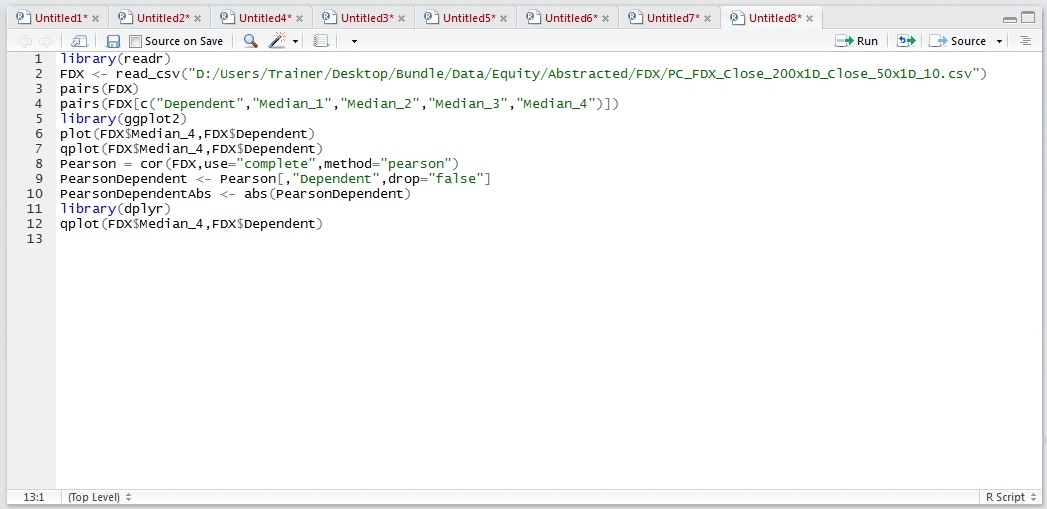 Untitled1* × Untitled2* × Untitled4* × Untitled3* × Untitled5* × Untitled6* × Untitled7* × Untitled8* ×
Source on Save Run Source
1 library(readr)
2 FDX <- read_csv("D:/Users/Trainer/Desktop/Bundle/Data/Equity/Abstracted/FDX/PC_FDX_Close_200x1D_Close_50x1D_10.csv")
3 pairs(FDX)
4 pairs(FDX[c("Dependent","Median_1","Median_2","Median_3","Median_4")])
5 library(ggplot2)
6 plot(FDX$Median_4,FDX$Dependent)
7 qplot(FDX$Median_4,FDX$Dependent)
8 Pearson = cor(FDX,use="complete",method="pearson")
9 PearsonDependent <- Pearson[,"Dependent",drop="false"]
10 PearsonDependentAbs <- abs(PearsonDependent)
11 library(dplyr)
12 qplot(FDX$Median_4,FDX$Dependent)
13
13:1 (Top Level) R Script